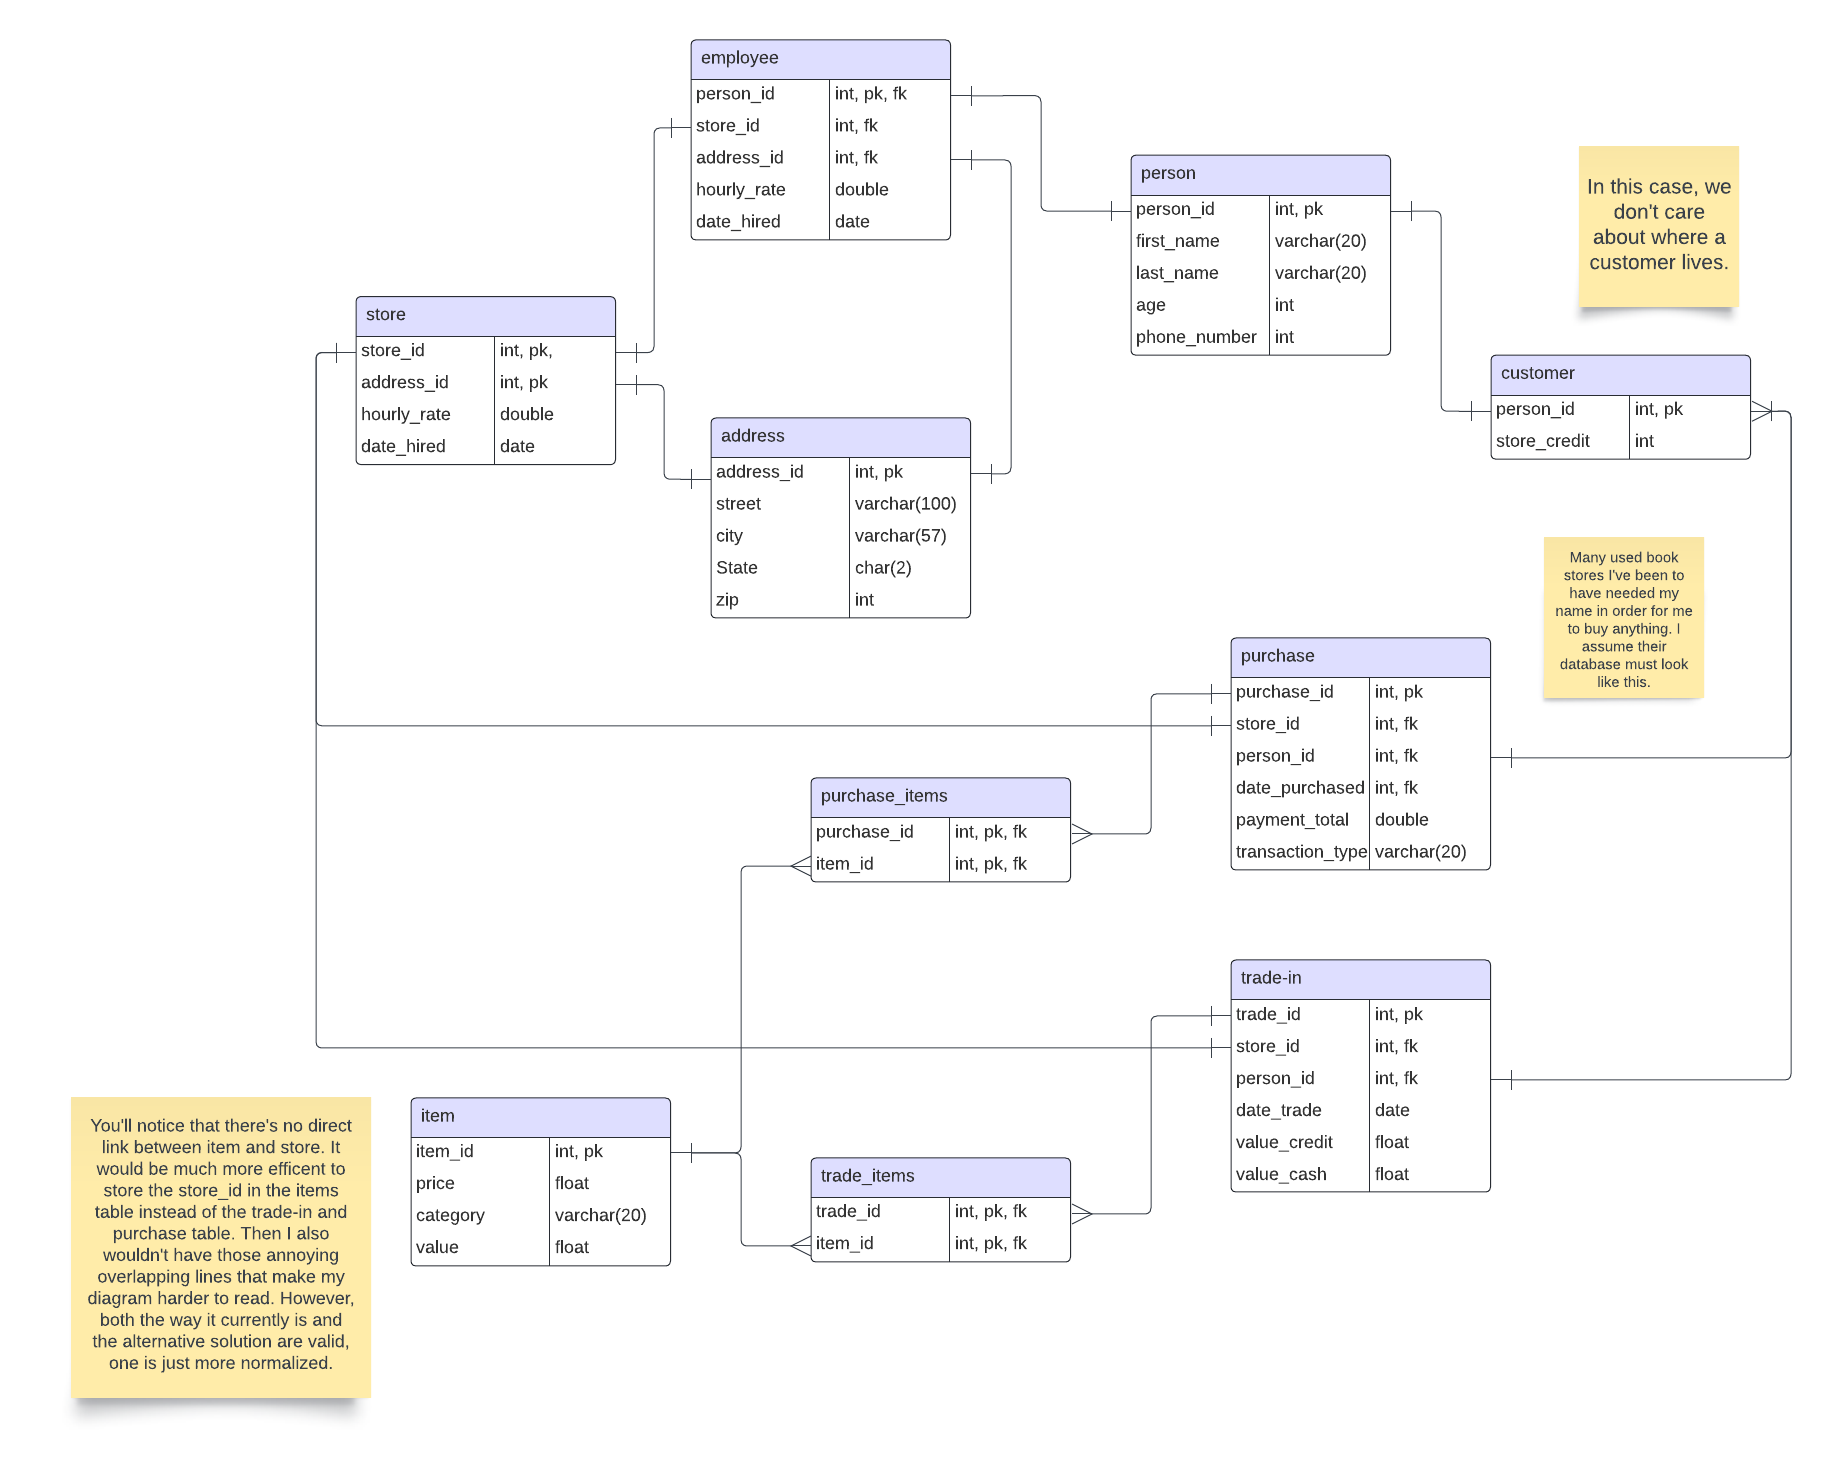 employee
person_id int, pk, fk
store_id int, fk
address_id int, fk
hourly_rate double
date_hired date
person
person_id int, pk
first_name varchar(20)
last_name varchar(20)
age int
phone_number int
In this case, we
don't care
about where a
customer lives.
store
store_id int, pk,
address_id int, pk
hourly_rate double
date_hired date
customer
person_id int, pk
store_credit int
address
address_id int, pk
street varchar(100)
city varchar(57)
State char(2)
zip int
Many used book
stores I've been to
have needed my
name in order for me
to buy anything. I
assume their
database must look
like this.
purchase
purchase_id int, pk
store_id int, fk
person_id int, fk
date_purchased int, fk
payment_total double
transaction_type varchar(20)
purchase_items
purchase_id int, pk, fk
item_id int, pk, fk
trade-in
trade_id int, pk
store_id int, fk
person_id int, fk
date_trade date
value_credit float
value_cash float
You'll notice that there's no direct
link between item and store. It
would be much more efficent to
store the store_id in the items
table instead of the trade-in and
purchase table. Then I also
wouldn't have those annoying
overlapping lines that make my
diagram harder to read. However,
both the way it currently is and
the alternative solution are valid,
one is just more normalized.
item
item_id int, pk
price float
category varchar(20)
value float
trade_items
trade_id int, pk, fk
item_id int, pk, fk